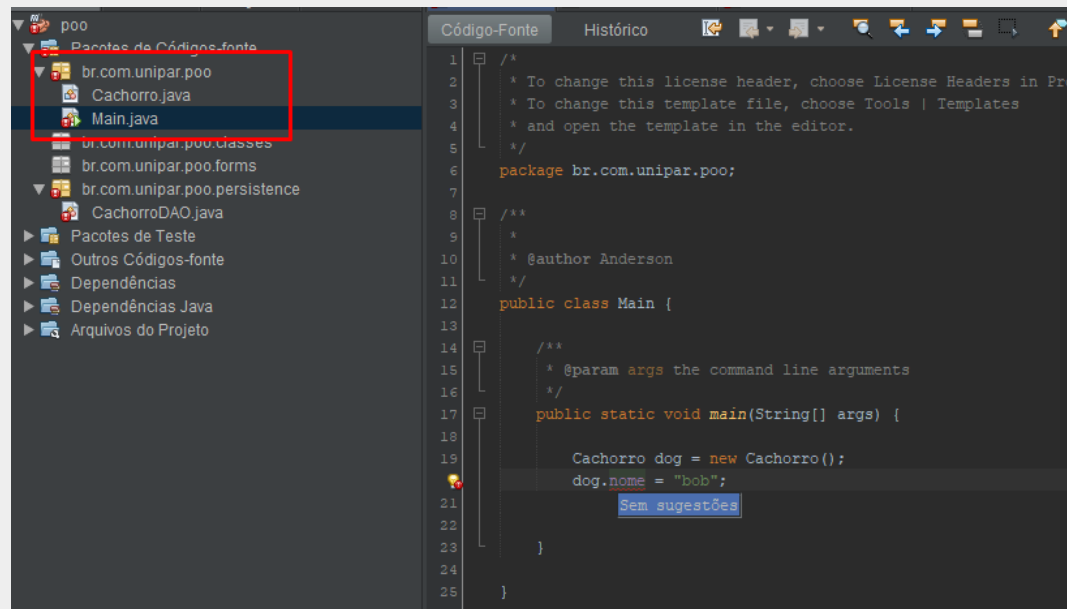 poo
Pacotes de Códigos-fonte
br.com.unipar.poo
Cachorro.java
Main.java
br.com.unipar.poo.classes
br.com.unipar.poo.forms
br.com.unipar.poo.persistence
CachorroDAO.java
Pacotes de Teste
Outros Códigos-fonte
Dependências
Dependências Java
Arquivos do Projeto
Código-Fonte Histórico
1 /*
2 * To change this license header, choose License Headers in Pr
3 * To change this template file, choose Tools | Templates
4 * and open the template in the editor.
5 */
6 package br.com.unipar.poo;
7
8 /**
9 *
10 * @author Anderson
11 */
12 public class Main {
13
14 /**
15 * @param args the command line arguments
16 */
17 public static void main(String[] args) {
18
19 Cachorro dog = new Cachorro();
dog.nome = "bob";
21 Sem sugestões
22
23 }
24
25 }